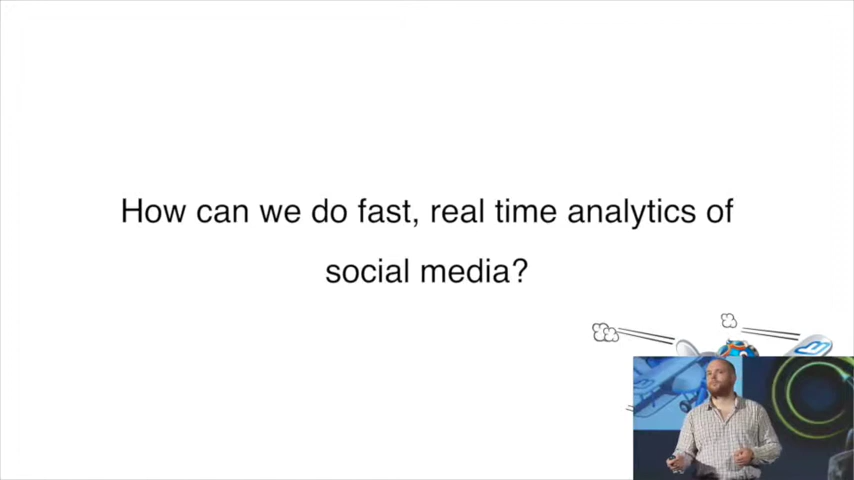 How can we do fast, real time analytics of
social media?